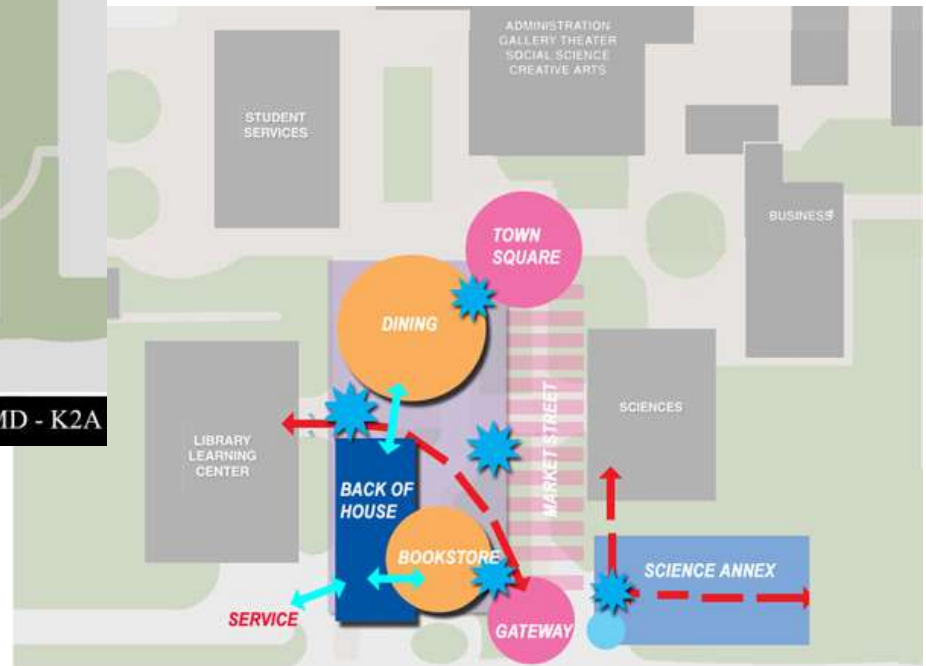 ADMINISTRATION
GALLERY THEATER
SOCIAL SCIENCE
CREATIVE ARTS
STUDENT
SERVICES
BUSINESS
TOWN
SQUARE
DINING
MARKET STREET
SCIENCES
MD - K2A
LIBRARY
LEARNING
CENTER
BACK OF
HOUSE
BOOKSTORE
SCIENCE ANNEX
SERVICE
GATEWAY